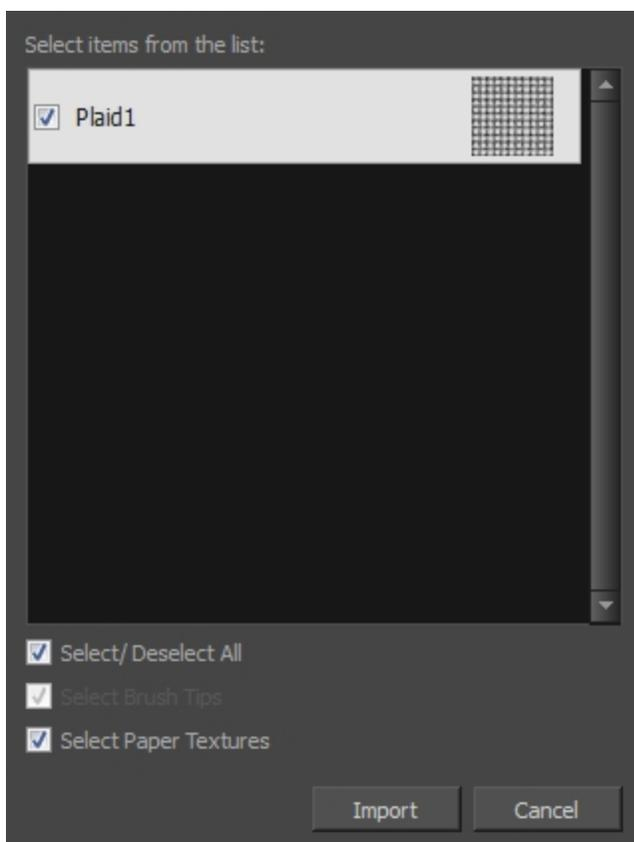 Select items from the list:
Plaid1
Select/ Deselect All
Select Brush Tips
Select Paper Textures
Import Cancel